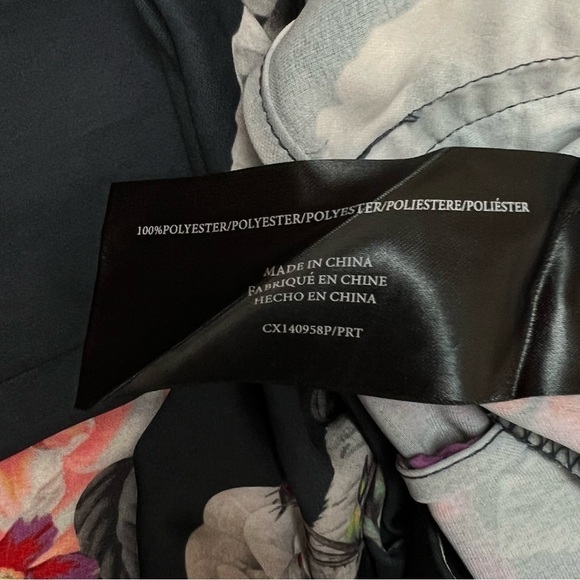 100%POLYESTER/POLYESTER/POLYESTER/POLIESTERE/POLIÉSTER
MADE IN CHINA
FABRIQUÉ EN CHINE
HECHO EN CHINA
CX140958P/PRT